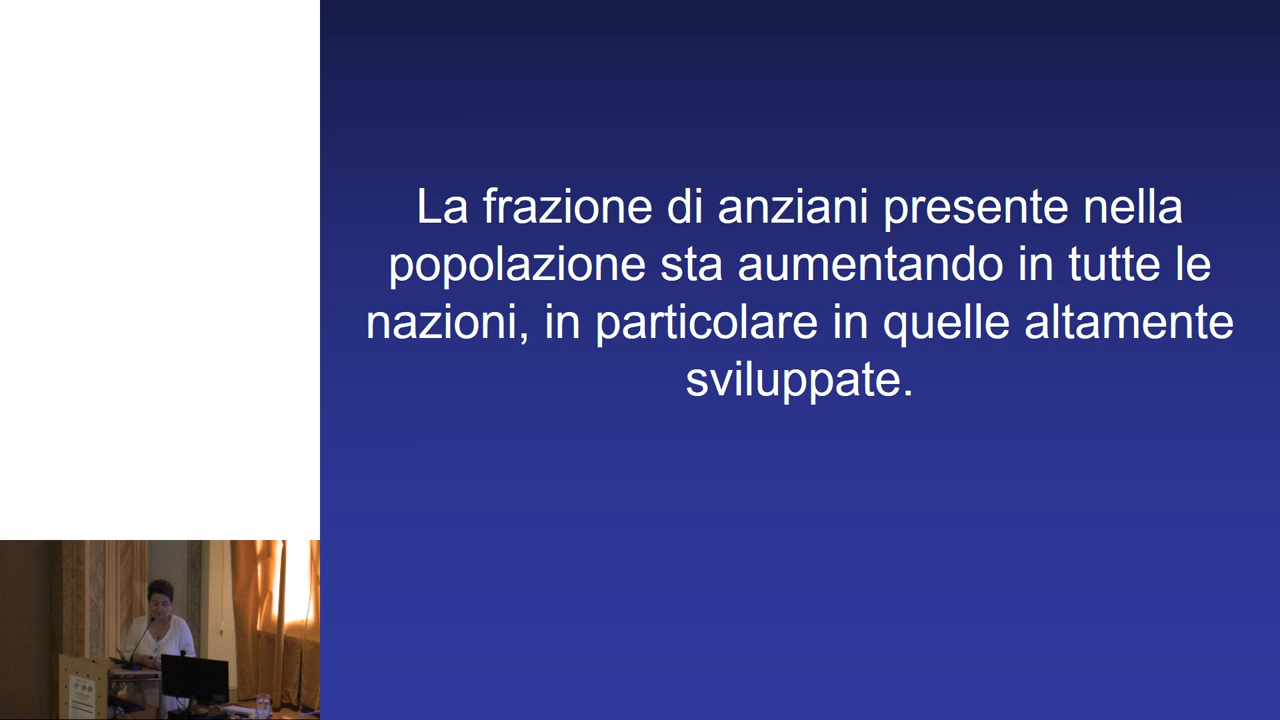 La frazione di anziani presente nella
popolazione sta aumentando in tutte le
nazioni, in particolare in quelle altamente
sviluppate.